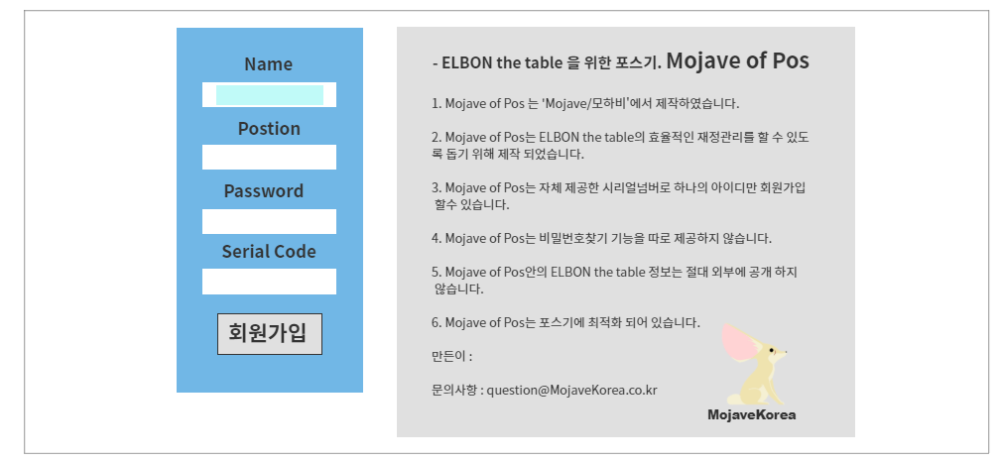 Name
Postion
Password
Serial Code
회원가입
- ELBON the table 을 위한 포스기. Mojave of Pos
1. Mojave of Pos 는 'Mojave/모하비'에서 제작하였습니다.
2. Mojave of Pos는 ELBON the table의 효율적인 재정관리를 할 수 있도
록 돕기 위해 제작 되었습니다.
3. Mojave of Pos는 자체 제공한 시리얼넘버로 하나의 아이디만 회원가입
할수 있습니다.
4. Mojave of Pos는 비밀번호찾기 기능을 따로 제공하지 않습니다.
5. Mojave of Pos안의 ELBON the table 정보는 절대 외부에 공개 하지
않습니다.
6. Mojave of Pos는 포스기에 최적화 되어 있습니다.
만든이 :
문의사항 : question@MojaveKorea.co.kr
MojaveKorea